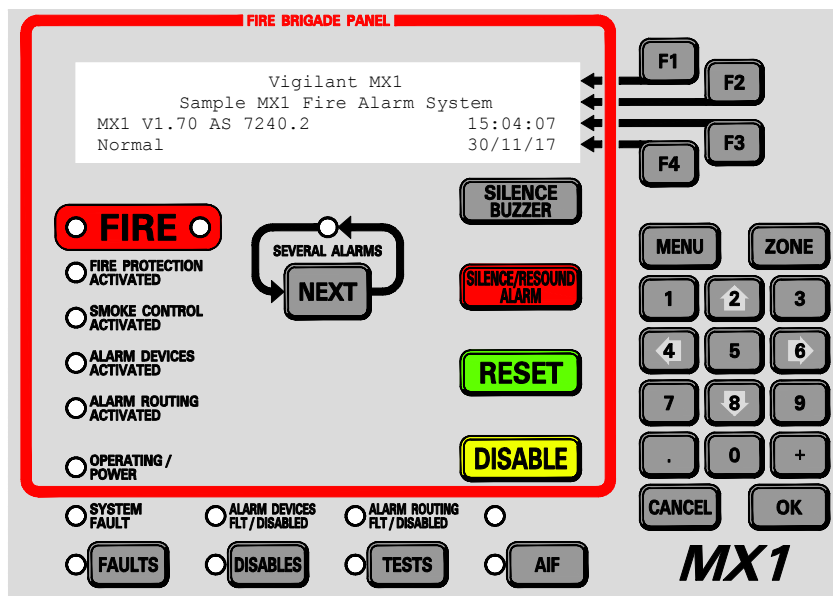 FIRE BRIGADE PANEL
Vigilant MX1
Sample MX1 Fire Alarm System
MX1 V1.70 AS 7240.2 15:04:07
Normal 30/11/17
F1
F2
F3
F4
FIRE
FIRE PROTECTION
ACTIVATED
SMOKE CONTROL
ACTIVATED
ALARM DEVICES
ACTIVATED
ALARM ROUTING
ACTIVATED
OPERATING /
POWER
SEVERAL ALARMS
NEXT
SILENCE
BUZZER
SILENCE/RESOUND
ALARM
RESET
DISABLE
MENU ZONE
1 2 3
4 5 6
7 8 9
. 0 +
CANCEL OK
SYSTEM
FAULT
ALARM DEVICES
FLT / DISABLED
ALARM ROUTING
FLT / DISABLED
FAULTS DISABLES TESTS AIF
MX1